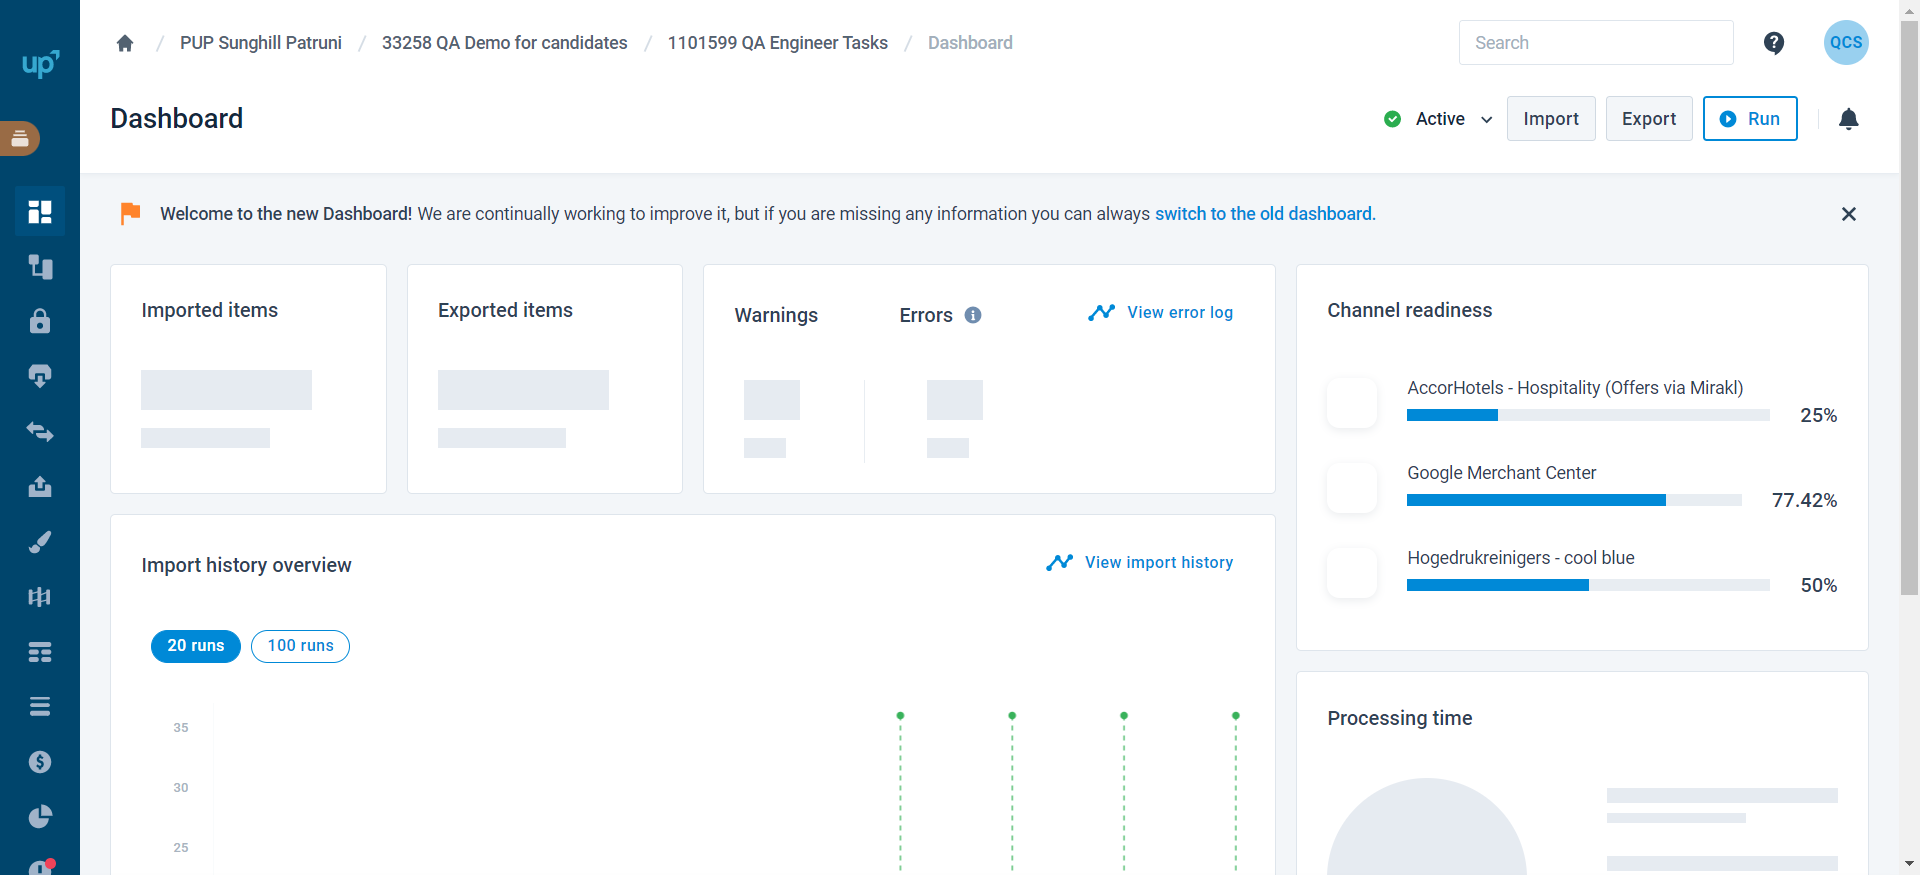 up
/ PUP Sunghill Patruni / 33258 QA Demo for candidates / 1101599 QA Engineer Tasks / Dashboard
Search
QCS
Dashboard
Active
Import
Export
Run
Welcome to the new Dashboard! We are continually working to improve it, but if you are missing any information you can always switch to the old dashboard.
Imported items
Exported items
Warnings
Errors
View error log
Channel readiness
AccorHotels - Hospitality (Offers via Mirakl)
25%
Google Merchant Center
77.42%
Hogedrukreinigers - cool blue
50%
Import history overview
View import history
20 runs
100 runs
35
30
25
Processing time